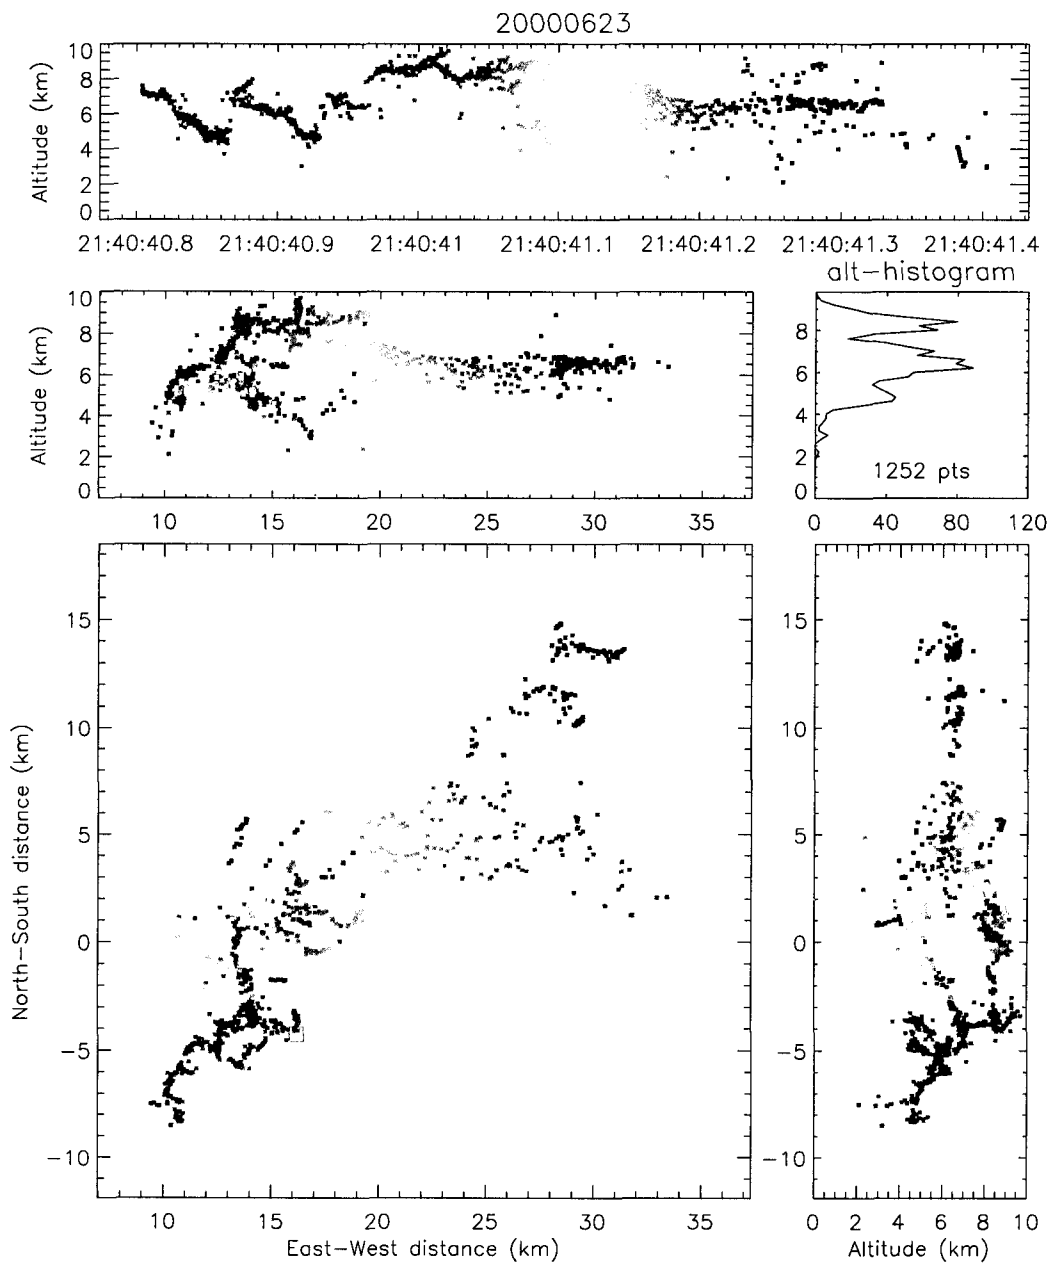 20000623
10
8
6
4
2
0
Altitude (km)
21:40:40.8 21:40:40.9 21:40:41 21:40:41.1 21:40:41.2 21:40:41.3 21:40:41.4
alt-histogram
10
8
6
4
2
0
Altitude (km)
10 15 20 25 30 35
8
6
4
2
0
1252 pts
0 40 80 120
15
10
5
0
-5
-10
North-South distance (km)
10 15 20 25 30 35
East-West distance (km)
15
10
5
0
-5
-10
0 2 4 6 8 10
Altitude (km)